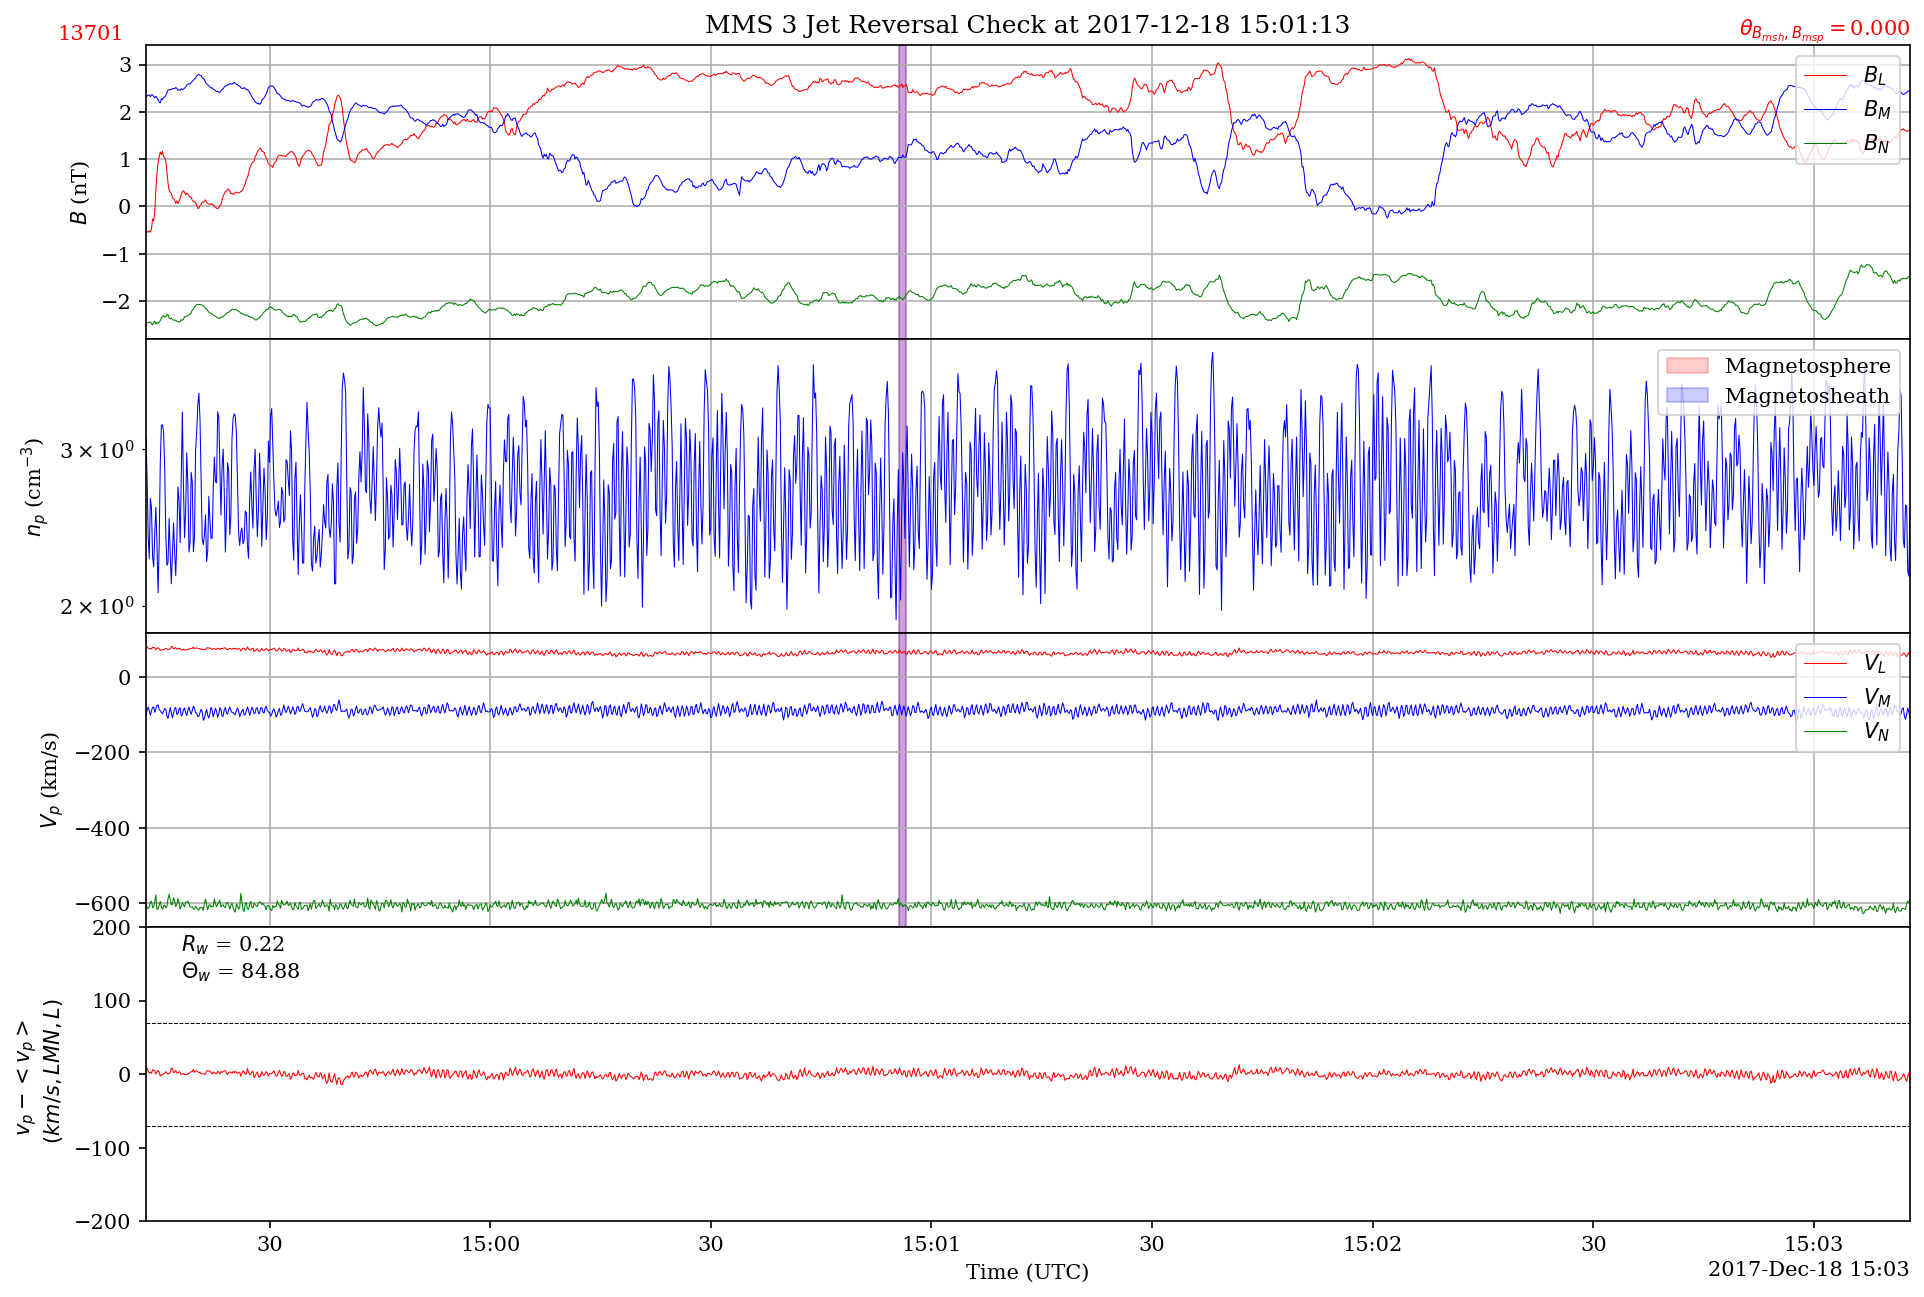 13701
MMS 3 Jet Reversal Check at 2017-12-18 15:01:13
θ_{B_{msh}, B_{msp}} = 0.000
B (nT)
3
2
1
0
−1
−2
B_L
B_M
B_N
n_p (cm^{-3})
3 × 10^0
2 × 10^0
Magnetosphere
Magnetosheath
V_p (km/s)
0
−200
−400
−600
V_L
V_M
V_N
v_p − < v_p >
(km/s, LMN, L)
200
100
0
−100
−200
R_w = 0.22
Θ_w = 84.88
30
15:00
30
15:01
30
15:02
30
15:03
Time (UTC)
2017-Dec-18 15:03